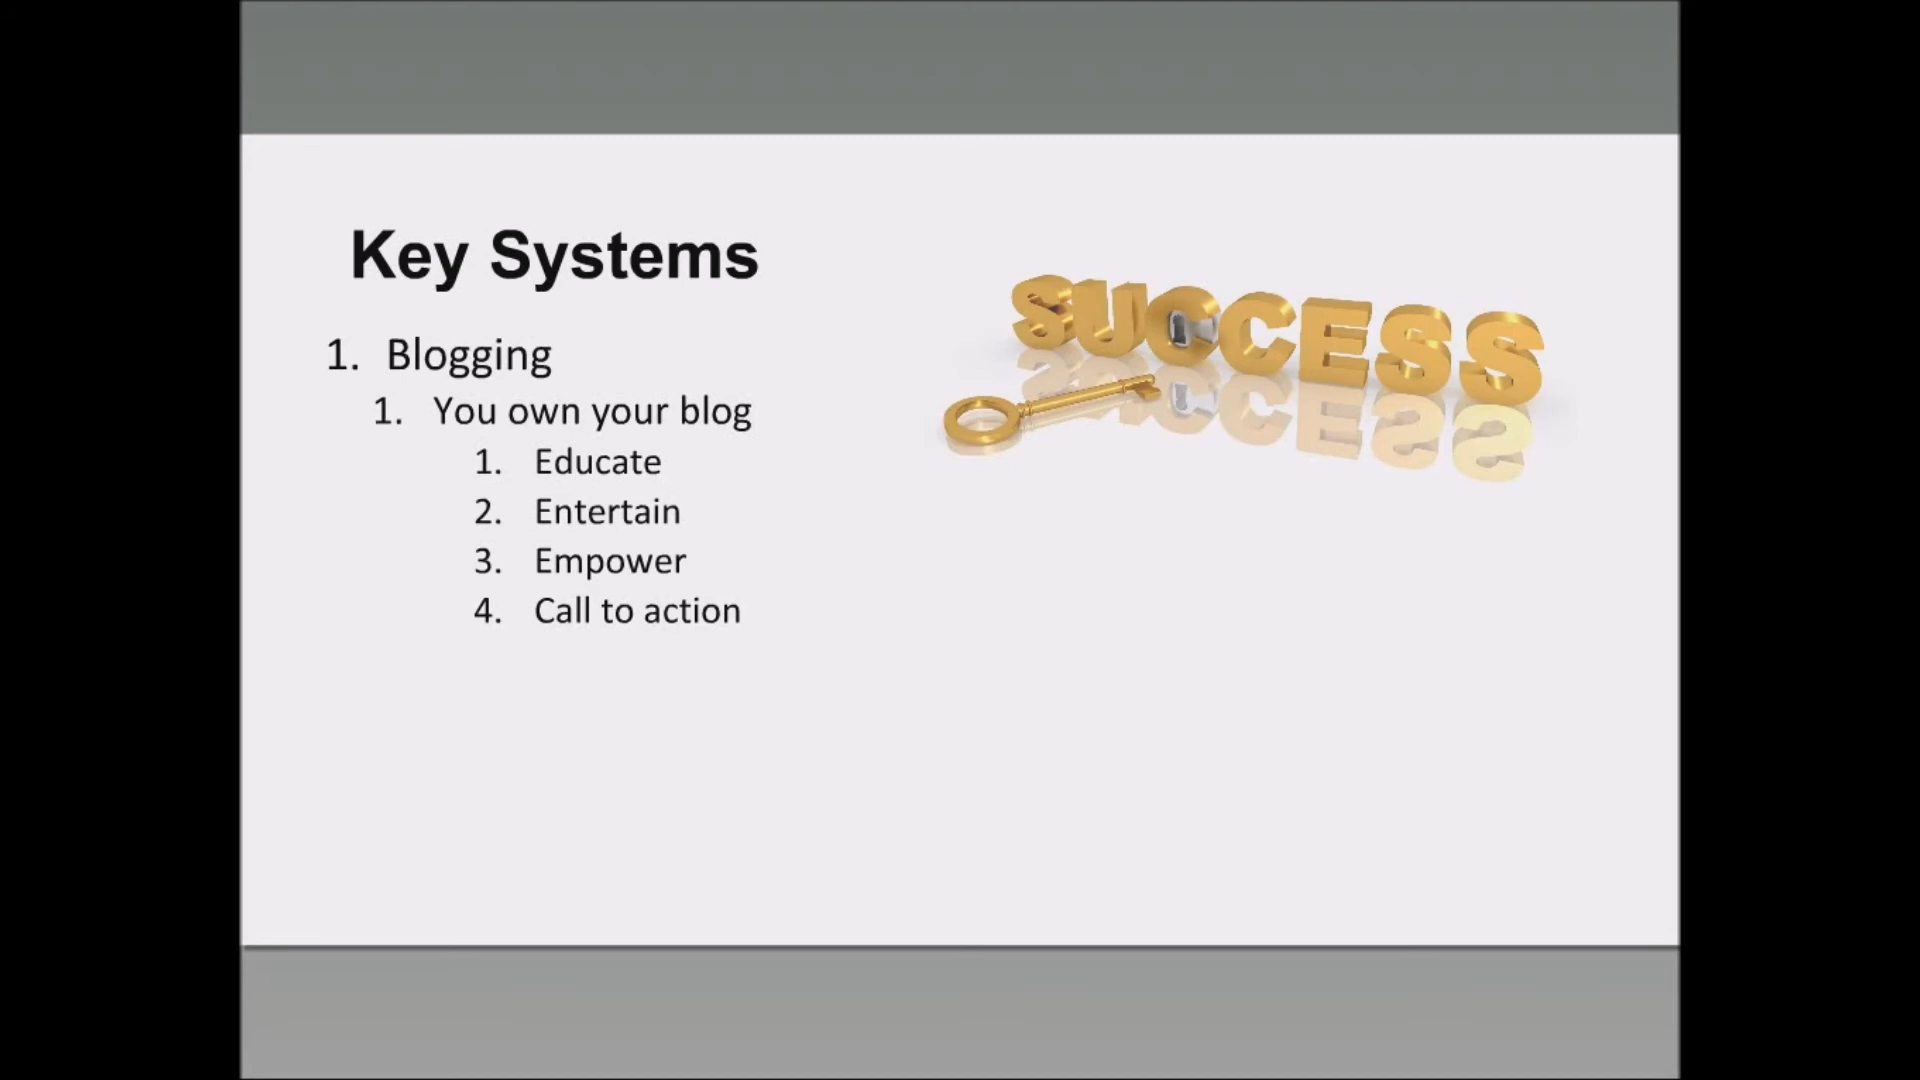 Key Systems
SUCCESS
1. Blogging
1. You own your blog
1. Educate
2. Entertain
3. Empower
4. Call to action